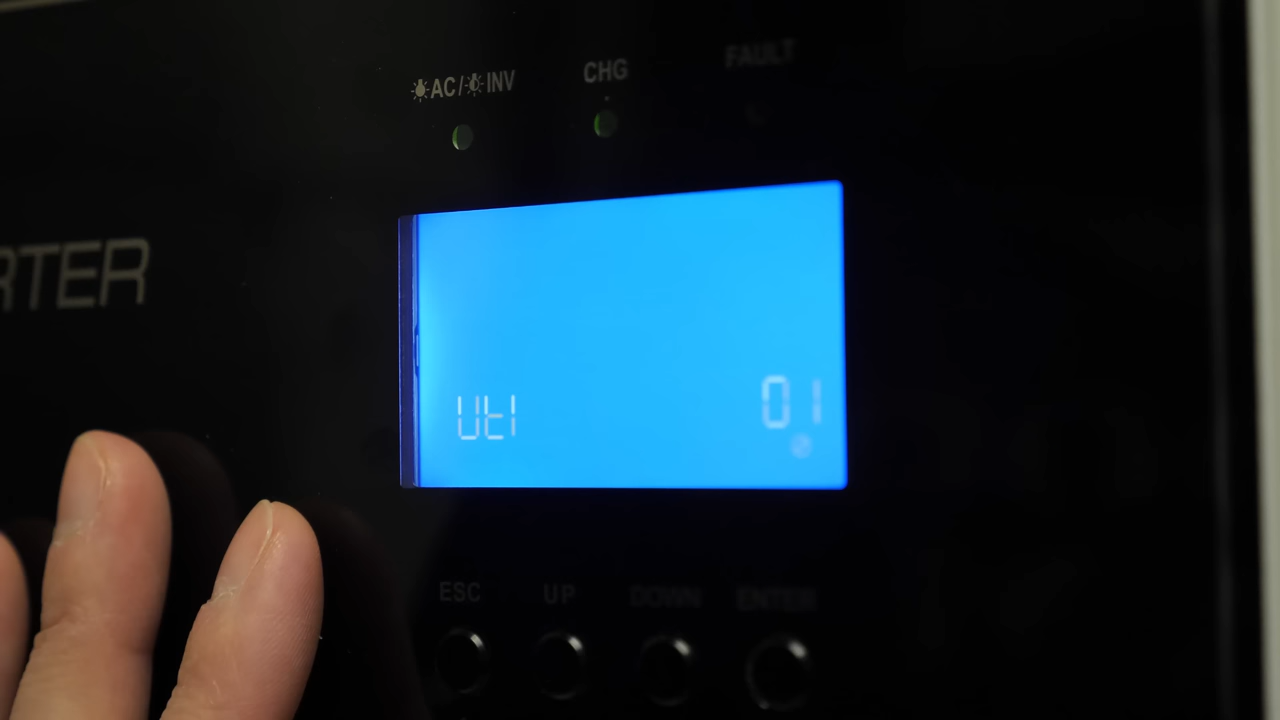 AC/ INV
CHG
FAULT
RTER
Uti
01
ESC
UP
DOWN
ENTER